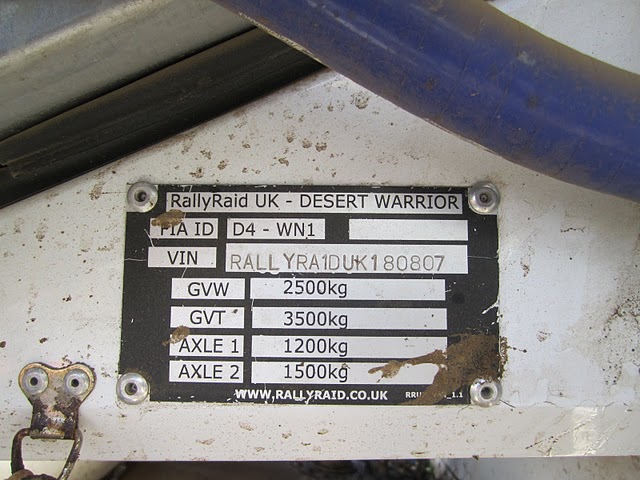 RallyRaid UK - DESERT WARRIOR
FIA ID D4 - WN1
VIN RALLYRA1DUK180807
GVW 2500kg
GVT 3500kg
AXLE 1 1200kg
AXLE 2 1500kg
WWW.RALLYRAID.CO.UK